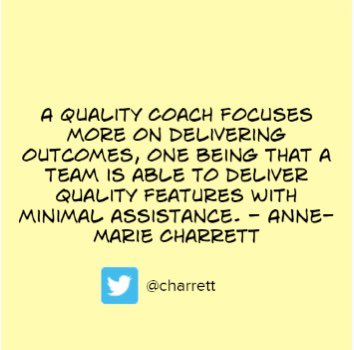 A QUALITY COACH FOCUSES
MORE ON DELIVERING
OUTCOMES, ONE BEING THAT A
TEAM IS ABLE TO DELIVER
QUALITY FEATURES WITH
MINIMAL ASSISTANCE. - ANNE-
MARIE CHARRETT
@charrett